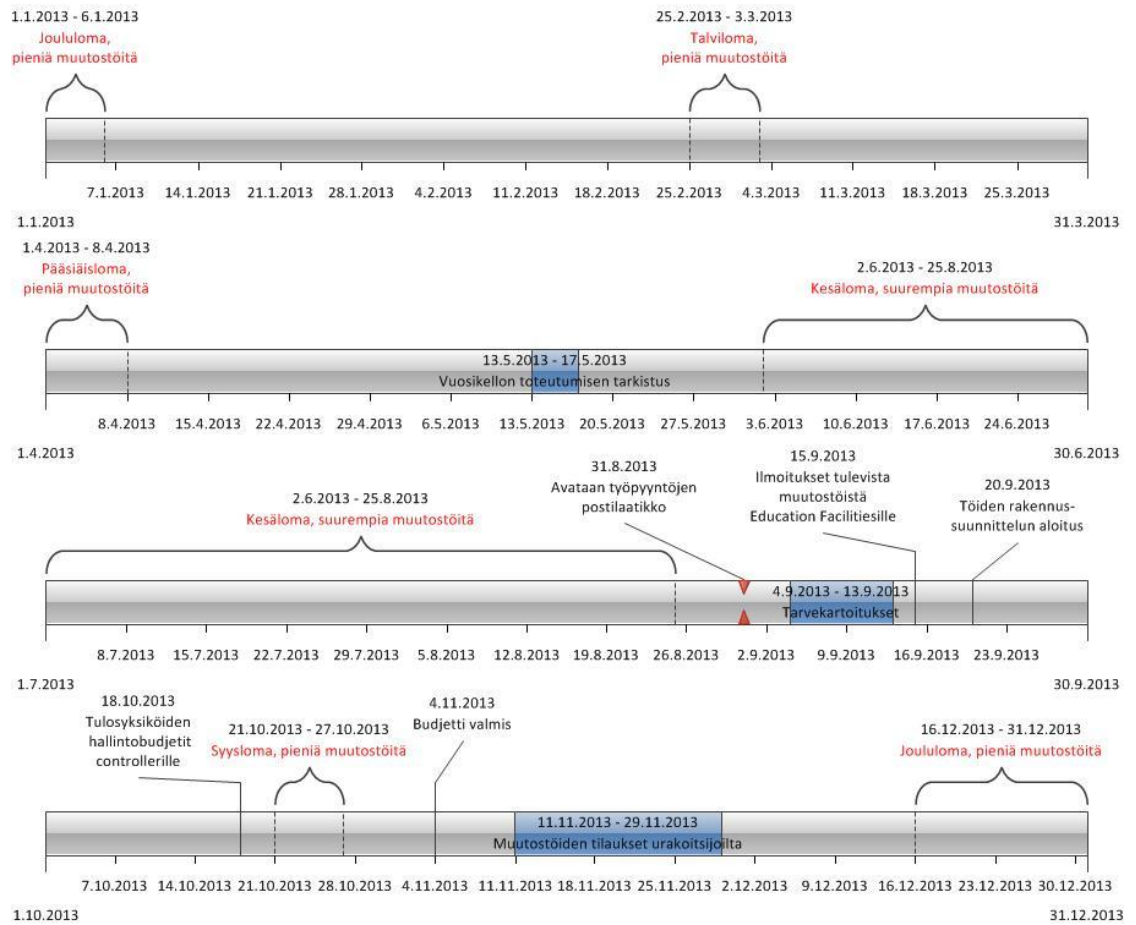 1.1.2013 - 6.1.2013
Joululoma,
pieniä muutostöitä
25.2.2013 - 3.3.2013
Talviloma,
pieniä muutostöitä
7.1.2013 14.1.2013 21.1.2013 28.1.2013 4.2.2013 11.2.2013 18.2.2013 25.2.2013 4.3.2013 11.3.2013 18.3.2013 25.3.2013
1.1.2013 31.3.2013
1.4.2013 - 8.4.2013
Pääsiäisloma,
pieniä muutostöitä
2.6.2013 - 25.8.2013
Kesäloma, suurempia muutostöitä
13.5.2013 - 17.5.2013
Vuosikellon toteutumisen tarkistus
8.4.2013 15.4.2013 22.4.2013 29.4.2013 6.5.2013 13.5.2013 20.5.2013 27.5.2013 3.6.2013 10.6.2013 17.6.2013 24.6.2013
1.4.2013 30.6.2013
2.6.2013 - 25.8.2013
Kesäloma, suurempia muutostöitä
31.8.2013
Avataan työpyyntöjen
postilaatikko
15.9.2013
Ilmoitukset tulevista
muutostöistä
Education Facilitiesille
20.9.2013
Töiden rakennus-
suunnittelun aloitus
4.9.2013 - 13.9.2013
Tarvekartoitukset
8.7.2013 15.7.2013 22.7.2013 29.7.2013 5.8.2013 12.8.2013 19.8.2013 26.8.2013 2.9.2013 9.9.2013 16.9.2013 23.9.2013
1.7.2013 30.9.2013
18.10.2013
Tulosyksiköiden
hallintobudjetit
controllerille
21.10.2013 - 27.10.2013
Syysloma, pieniä muutostöitä
4.11.2013
Budjetti valmis
16.12.2013 - 31.12.2013
Joululoma, pieniä muutostöitä
11.11.2013 - 29.11.2013
Muutostöiden tilaukset urakoitsijoilta
7.10.2013 14.10.2013 21.10.2013 28.10.2013 4.11.2013 11.11.2013 18.11.2013 25.11.2013 2.12.2013 9.12.2013 16.12.2013 23.12.2013 30.12.2013
1.10.2013 31.12.2013